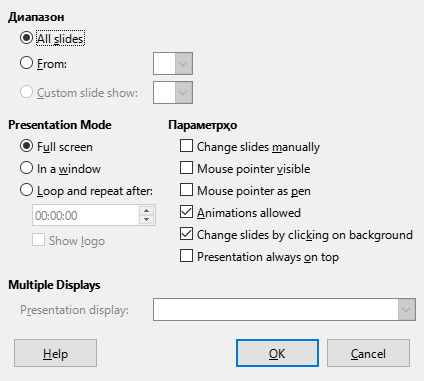 Диапазон
All slides
From:
Custom slide show:
Presentation Mode
Full screen
In a window
Loop and repeat after:
00:00:00
Show logo
Параметрҳо
Change slides manually
Mouse pointer visible
Mouse pointer as pen
Animations allowed
Change slides by clicking on background
Presentation always on top
Multiple Displays
Presentation display:
Help
OK
Cancel